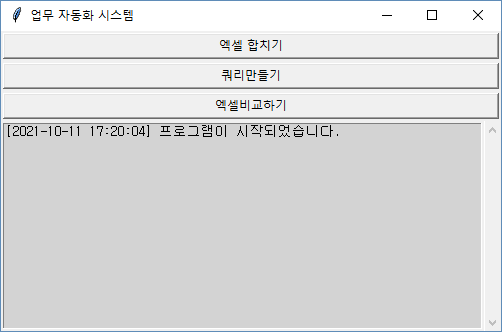 업무 자동화 시스템
엑셀 합치기
쿼리만들기
엑셀비교하기
[2021-10-11 17:20:04] 프로그램이 시작되었습니다.